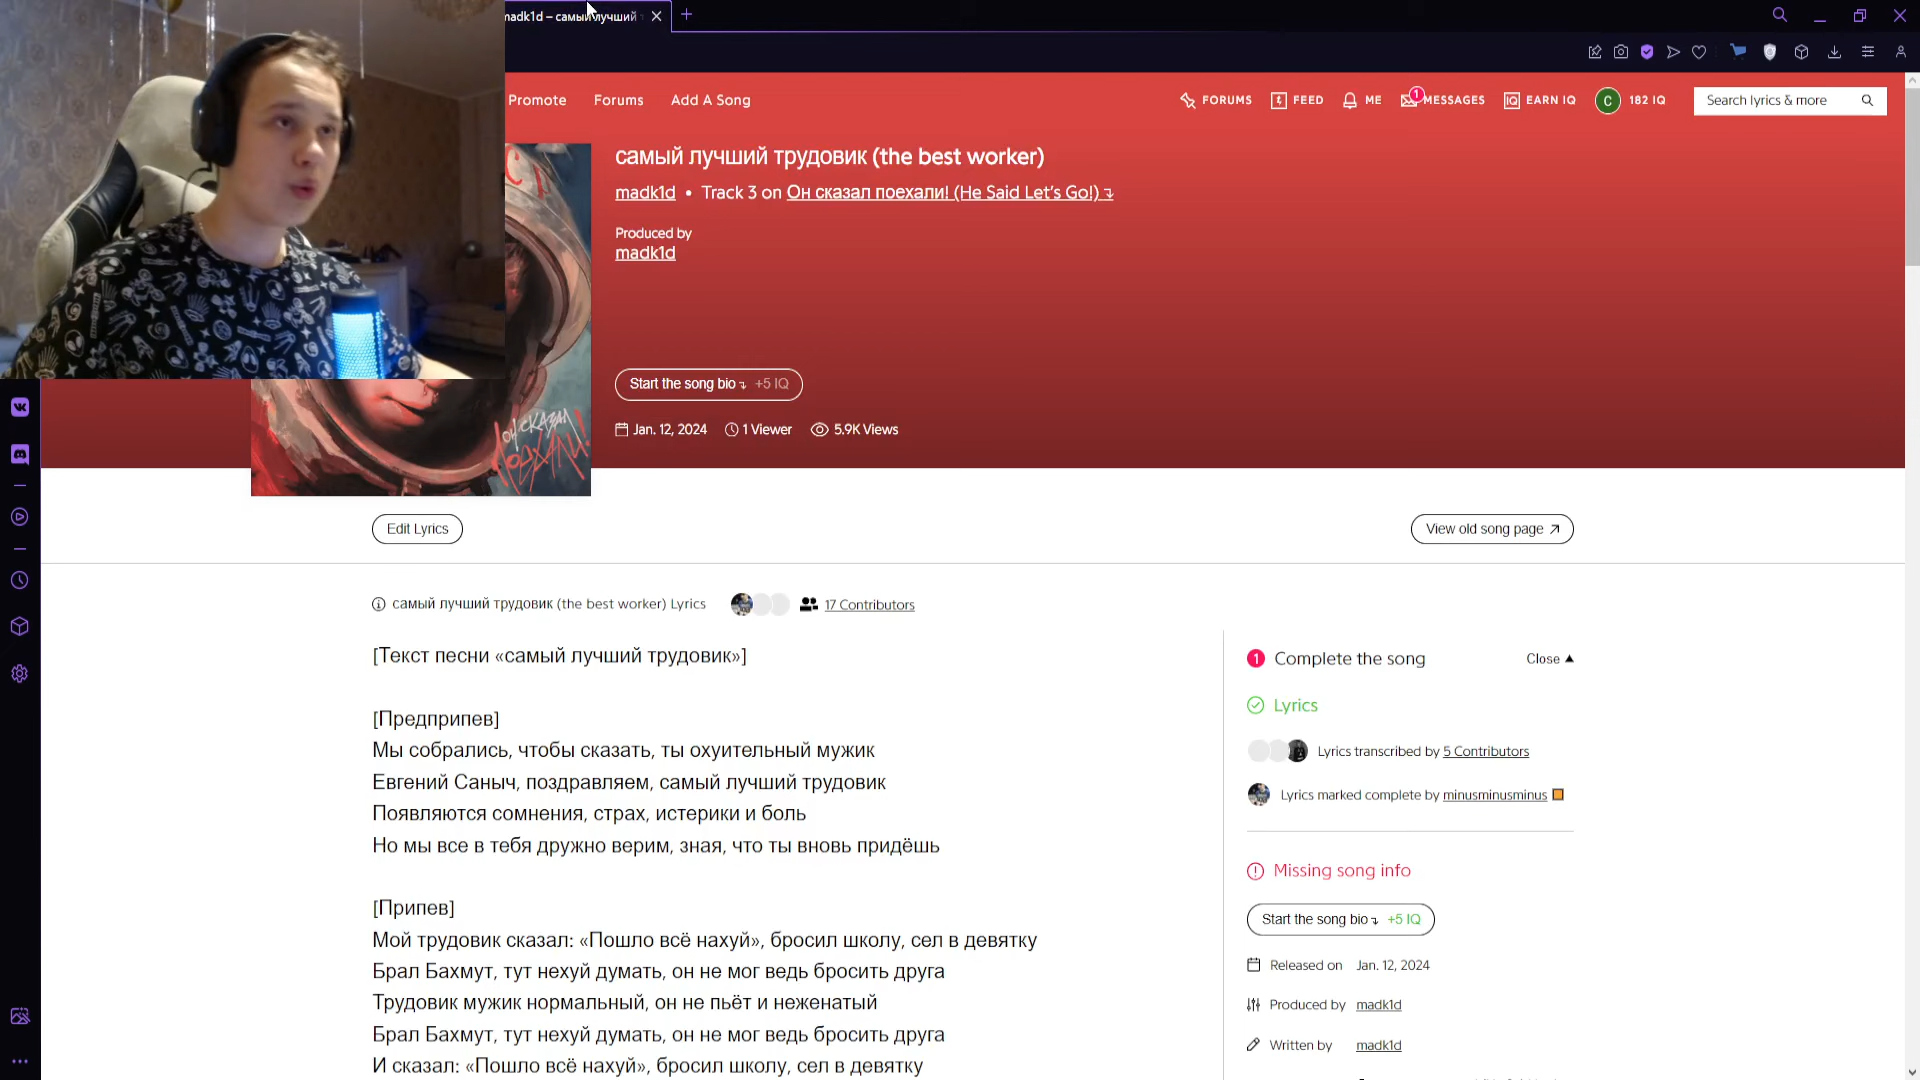 madk1d – самый лучший
Promote Forums Add A Song
FORUMS FEED ME 1 MESSAGES IQ EARN IQ C 182 IQ Search lyrics & more
самый лучший трудовик (the best worker)
madk1d • Track 3 on Он сказал поехали! (He Said Let's Go!)
Produced by
madk1d
Start the song bio +5 IQ
Jan. 12, 2024 1 Viewer 5.9K Views
ОН СКАЗАЛ
ПОЕХАЛИ!
Edit Lyrics View old song page
самый лучший трудовик (the best worker) Lyrics 17 Contributors
[Текст песни «самый лучший трудовик»]
[Предприпев]
Мы собрались, чтобы сказать, ты охуительный мужик
Евгений Саныч, поздравляем, самый лучший трудовик
Появляются сомнения, страх, истерики и боль
Но мы все в тебя дружно верим, зная, что ты вновь придёшь
[Припев]
Мой трудовик сказал: «Пошло всё нахуй», бросил школу, сел в девятку
Брал Бахмут, тут нехуй думать, он не мог ведь бросить друга
Трудовик мужик нормальный, он не пьёт и неженатый
Брал Бахмут, тут нехуй думать, он не мог ведь бросить друга
И сказал: «Пошло всё нахуй», бросил школу, сел в девятку
1 Complete the song Close
Lyrics
Lyrics transcribed by 5 Contributors
Lyrics marked complete by minusminusminus
Missing song info
Start the song bio +5 IQ
Released on Jan. 12, 2024
Produced by madk1d
Written by madk1d